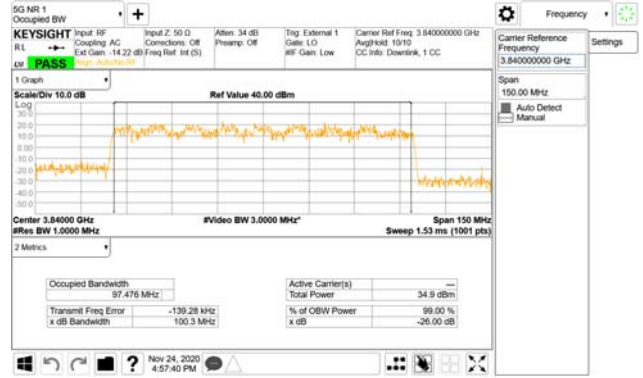 5G NR 1
Occupied BW
Frequency
KEYSIGHT
Input: RF
Input Z: 50 Ω
Atten: 34 dB
Trig: External 1
Carrier Ref Freq: 3.840000000 GHz
RL
Coupling: AC
Corrections: Off
Preamp: Off
Gate: LO
Avg|Hold: 10/10
Ext Gain: -14.22 dB
Freq Ref: Int (S)
#IF Gain: Low
CC Info: Downlink, 1 CC
PASS
Align: Auto/No RF
Carrier Reference
Frequency
3.840000000 GHz
Settings
Span
150.00 MHz
Auto Detect
Manual
1 Graph
Scale/Div 10.0 dB
Ref Value 40.00 dBm
Log
30.0
20.0
10.0
0.00
-10.0
-20.0
-30.0
-40.0
-50.0
Center 3.84000 GHz
#Video BW 3.0000 MHz*
Span 150 MHz
#Res BW 1.0000 MHz
Sweep 1.53 ms (1001 pts)
2 Metrics
Occupied Bandwidth
97.476 MHz
Active Carrier(s)
---
Total Power
34.9 dBm
Transmit Freq Error
-139.28 kHz
% of OBW Power
99.00 %
x dB Bandwidth
100.3 MHz
x dB
-26.00 dB
Nov 24, 2020
4:57:40 PM